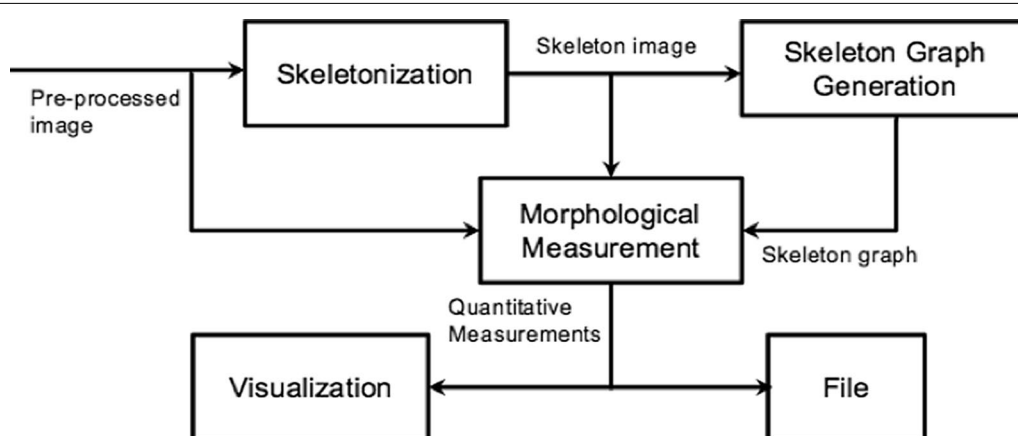 Skeleton image
Skeletonization
Skeleton Graph
Generation
Pre-processed
image
Morphological
Measurement
Skeleton graph
Quantitative
Measurements
Visualization
File